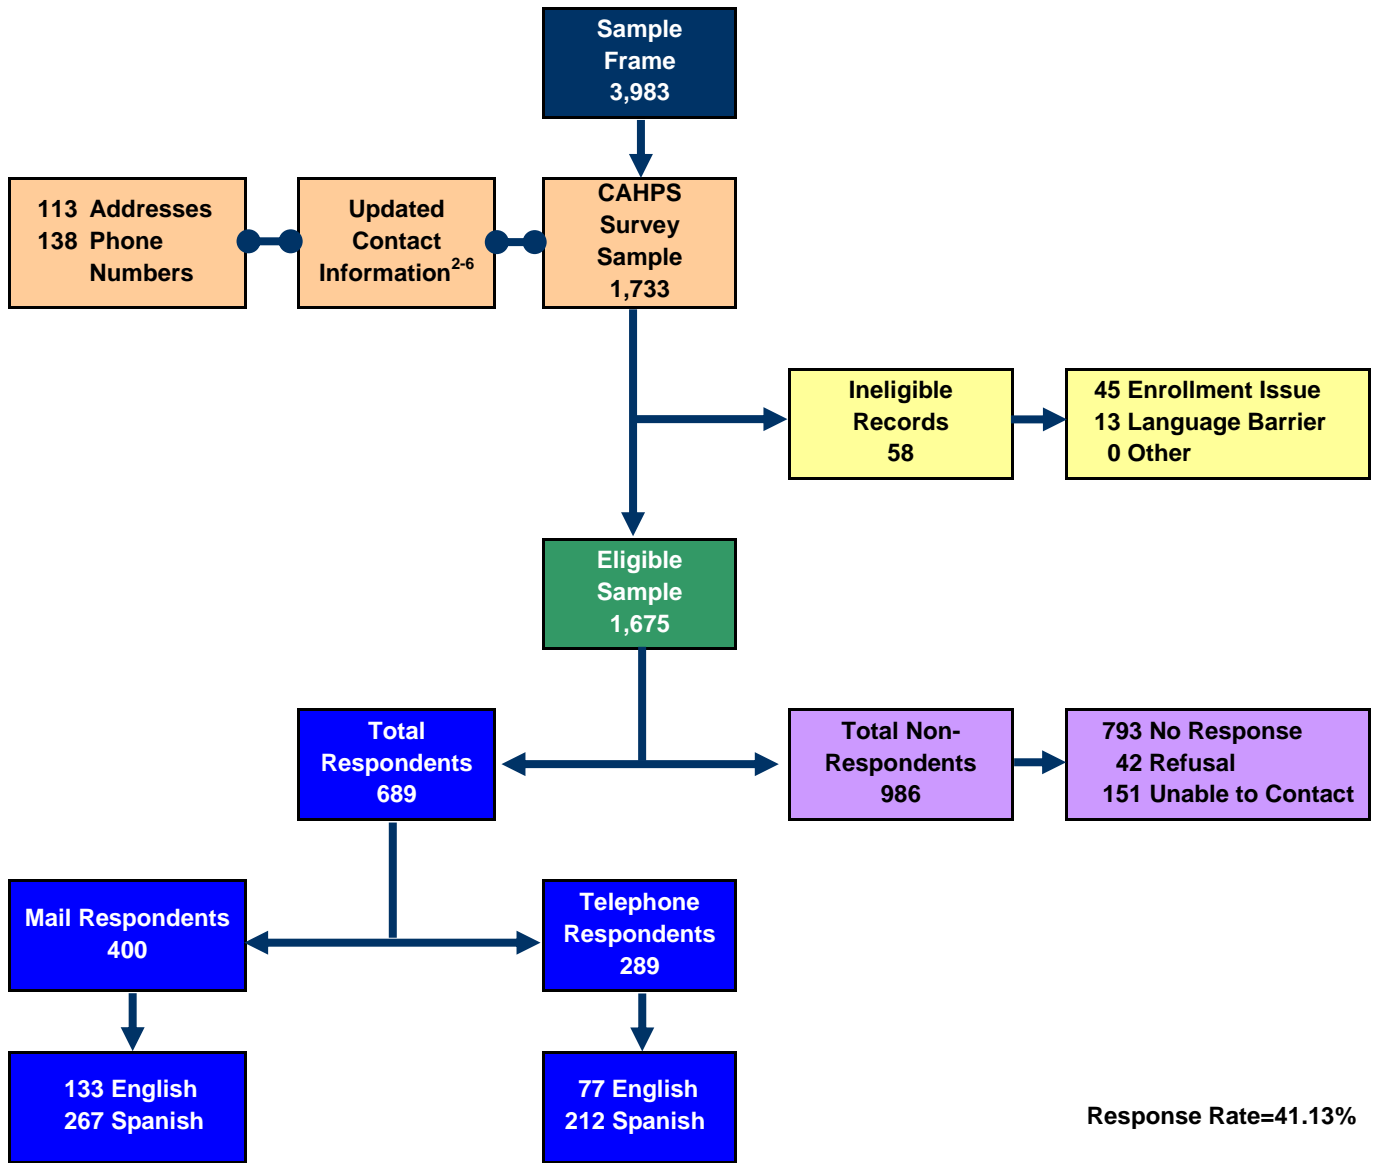 Sample
Frame
3,983
113 Addresses
138 Phone
Numbers
Updated
Contact
Information2-6
CAHPS
Survey
Sample
1,733
Ineligible
Records
58
45 Enrollment Issue
13 Language Barrier
0 Other
Eligible
Sample
1,675
Total
Respondents
689
Total Non-
Respondents
986
793 No Response
42 Refusal
151 Unable to Contact
Mail Respondents
400
Telephone
Respondents
289
133 English
267 Spanish
77 English
212 Spanish
Response Rate=41.13%